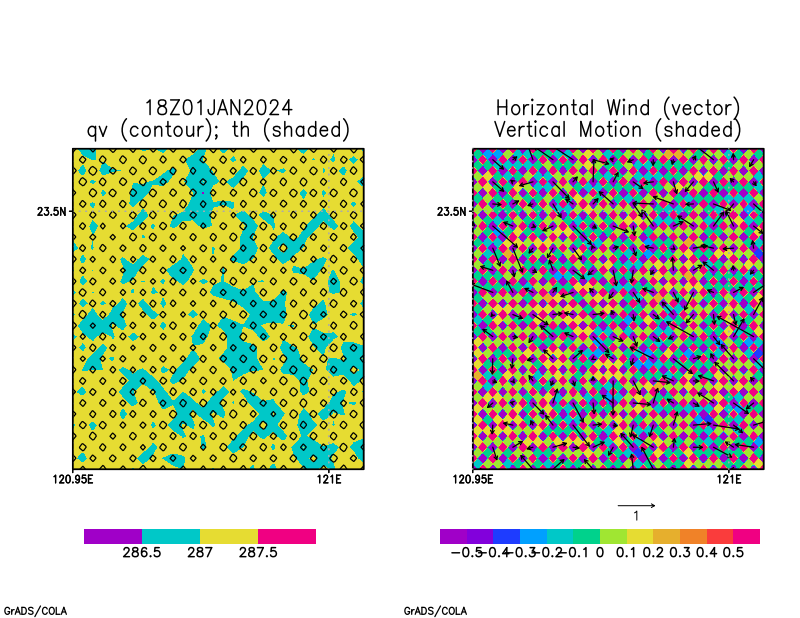 18Z01JAN2024
qv (contour); th (shaded)
23.5N
120.95E 121E
286.5 287 287.5
GrADS/COLA
Horizontal Wind (vector)
Vertical Motion (shaded)
23.5N
120.95E 121E
1
-0.5 -0.4 -0.3 -0.2 -0.1 0 0.1 0.2 0.3 0.4 0.5
GrADS/COLA